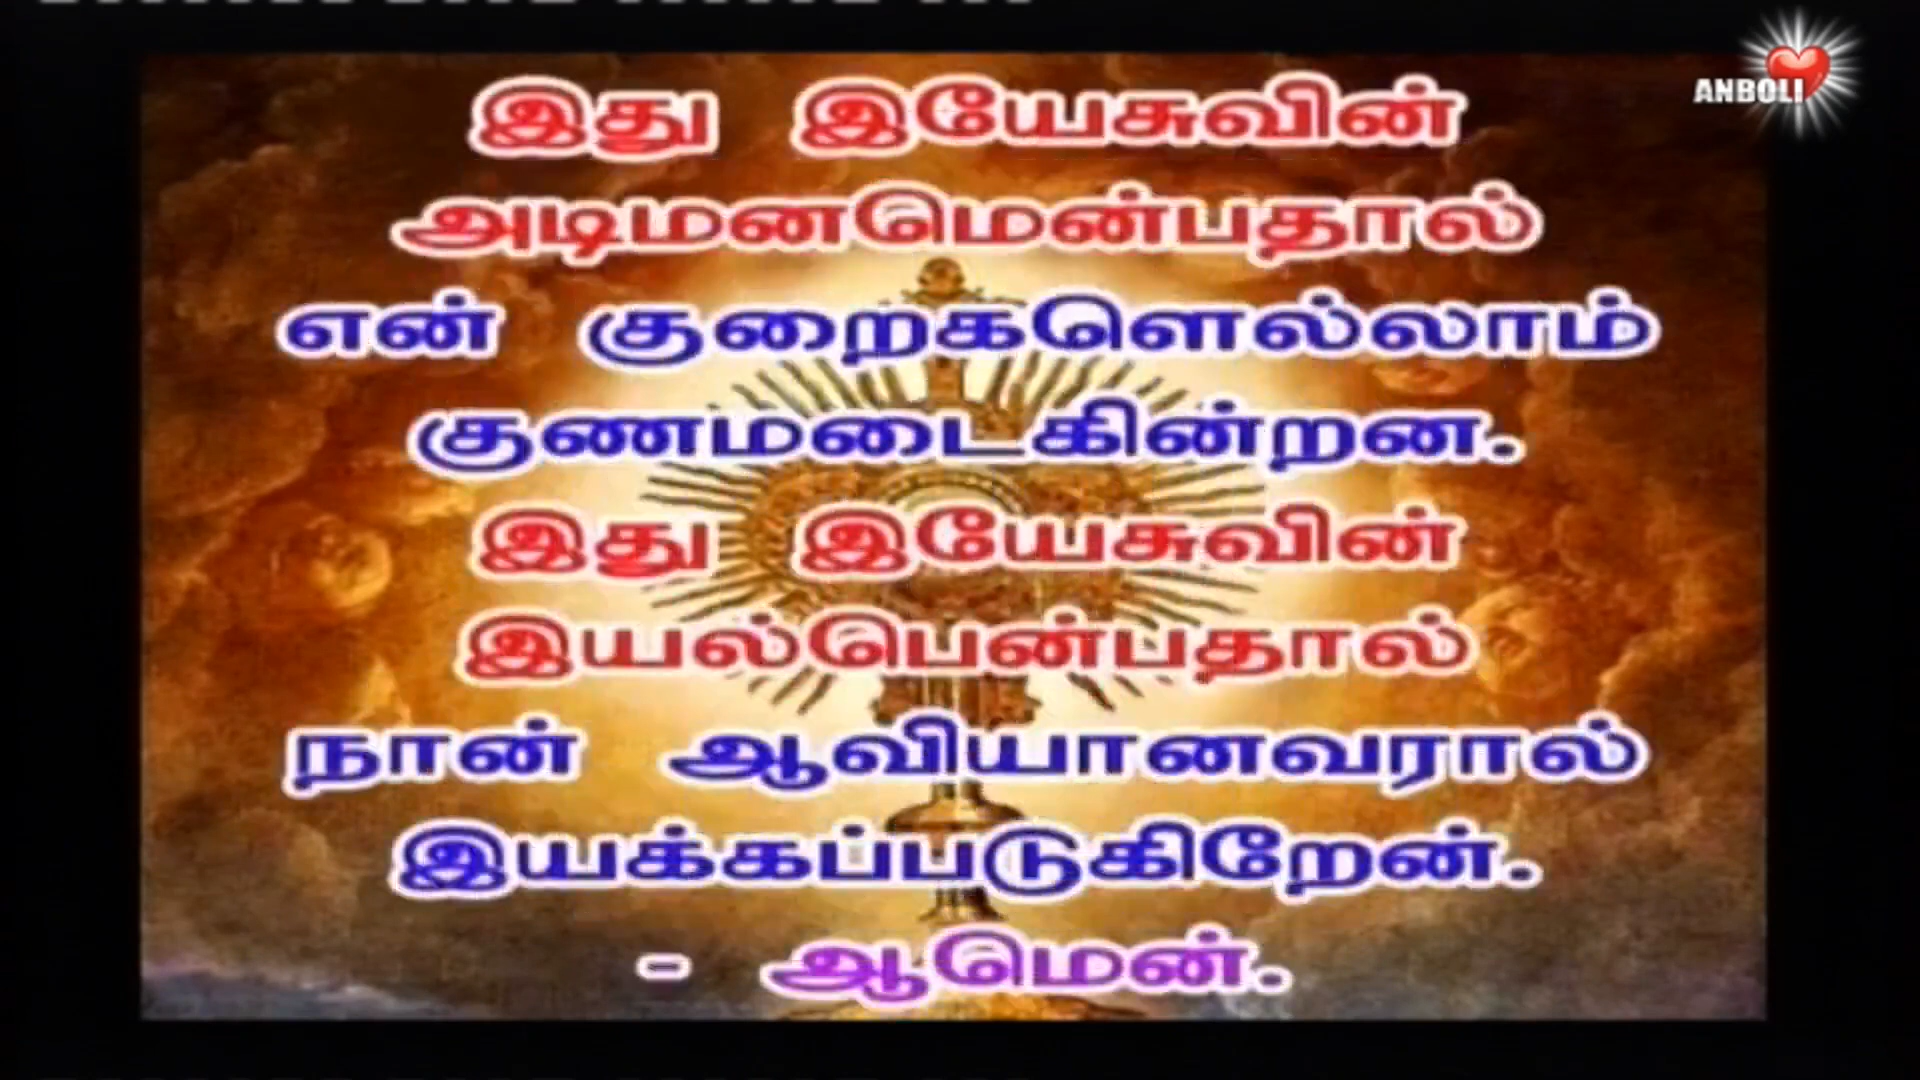 ANBOLI
இது இயேசுவின்
அடிமனமென்பதால்
என் குறைகளெல்லாம்
குணமடைகின்றன.
இது இயேசுவின்
இயல்பென்பதால்
நான் ஆவியானவரால்
இயக்கப்படுகிறேன்.
- ஆமென்.